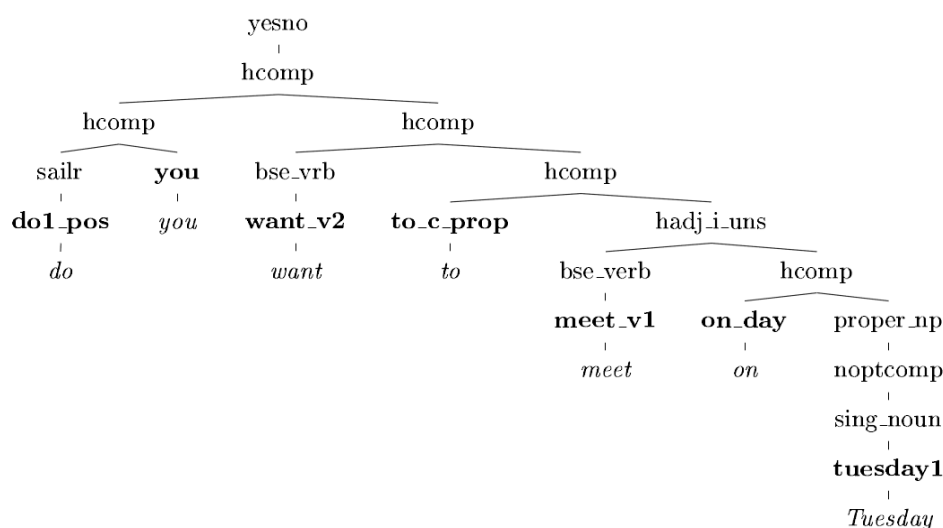 yesno
hcomp
hcomp hcomp
sailr you bse_vrb hcomp
do1_pos you want_v2 to_c_prop hadj_i_uns
do want to bse_verb hcomp
meet_v1 on_day proper_np
meet on noptcomp
sing_noun
tuesday1
Tuesday